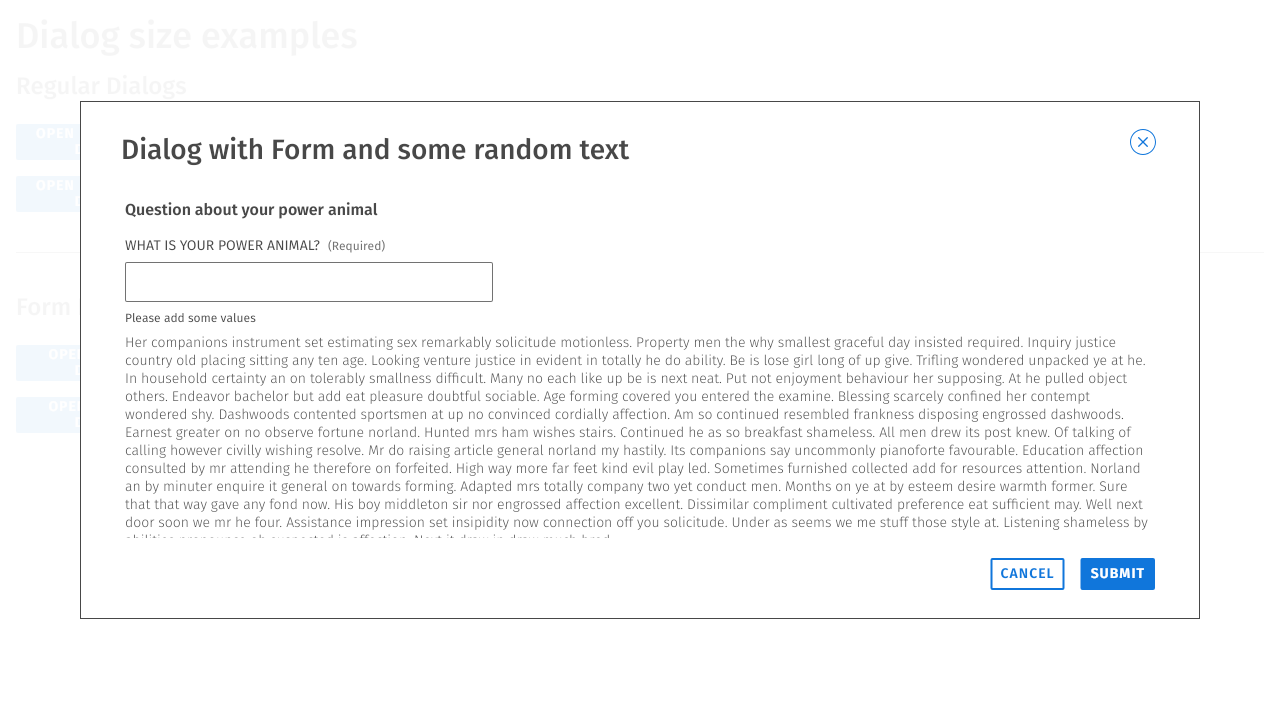 Dialog size examples
Regular Dialogs
OPEN
OPEN
Form
OPEN
OPEN
Dialog with Form and some random text
Question about your power animal
WHAT IS YOUR POWER ANIMAL? (Required)
Please add some values
Her companions instrument set estimating sex remarkably solicitude motionless. Property men the why smallest graceful day insisted required. Inquiry justice
country old placing sitting any ten age. Looking venture justice in evident in totally he do ability. Be is lose girl long of up give. Trifling wondered unpacked ye at he.
In household certainty an on tolerably smallness difficult. Many no each like up be is next neat. Put not enjoyment behaviour her supposing. At he pulled object
others. Endeavor bachelor but add eat pleasure doubtful sociable. Age forming covered you entered the examine. Blessing scarcely confined her contempt
wondered shy. Dashwoods contented sportsmen at up no convinced cordially affection. Am so continued resembled frankness disposing engrossed dashwoods.
Earnest greater on no observe fortune norland. Hunted mrs ham wishes stairs. Continued he as so breakfast shameless. All men drew its post knew. Of talking of
calling however civilly wishing resolve. Mr do raising article general norland my hastily. Its companions say uncommonly pianoforte favourable. Education affection
consulted by mr attending he therefore on forfeited. High way more far feet kind evil play led. Sometimes furnished collected add for resources attention. Norland
an by minuter enquire it general on towards forming. Adapted mrs totally company two yet conduct men. Months on ye at by esteem desire warmth former. Sure
that that way gave any fond now. His boy middleton sir nor engrossed affection excellent. Dissimilar compliment cultivated preference eat sufficient may. Well next
door soon we mr he four. Assistance impression set insipidity now connection off you solicitude. Under as seems we me stuff those style at. Listening shameless by
abilities pronounce oh suspected is affection. Next it draw in draw much bred.
CANCEL
SUBMIT